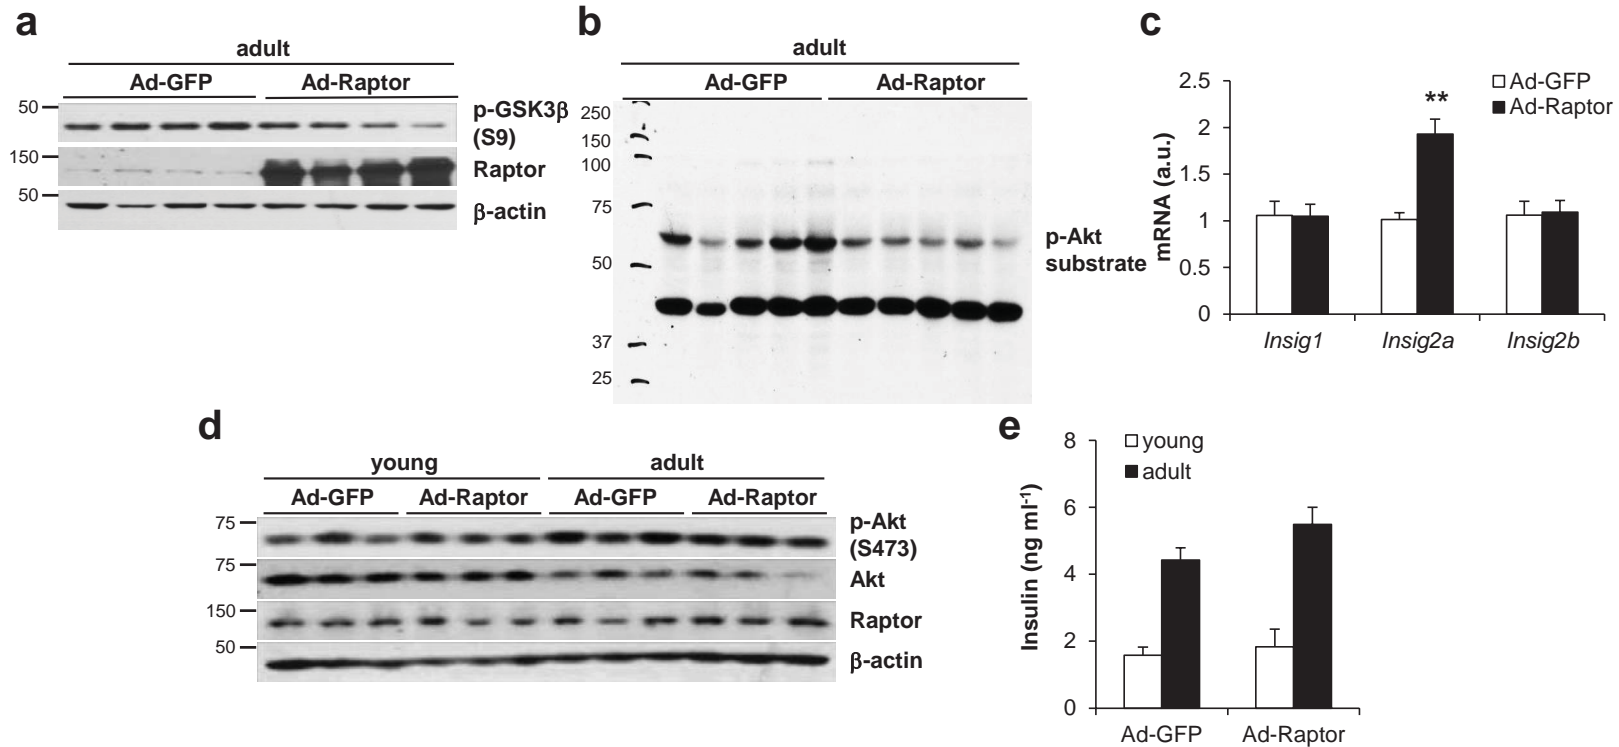 a
adult
Ad-GFP Ad-Raptor
50
p-GSK3β
(S9)
150
Raptor
50
β-actin
b
adult
Ad-GFP Ad-Raptor
250
150
100
75
50
37
25
p-Akt
substrate
c
mRNA (a.u.)
2.5
2
1.5
1
0.5
0
**
Ad-GFP
Ad-Raptor
Insig1 Insig2a Insig2b
d
young adult
Ad-GFP Ad-Raptor Ad-GFP Ad-Raptor
75
p-Akt
(S473)
75
Akt
150
Raptor
50
β-actin
e
Insulin (ng ml-1)
8
6
4
2
0
young
adult
Ad-GFP Ad-Raptor